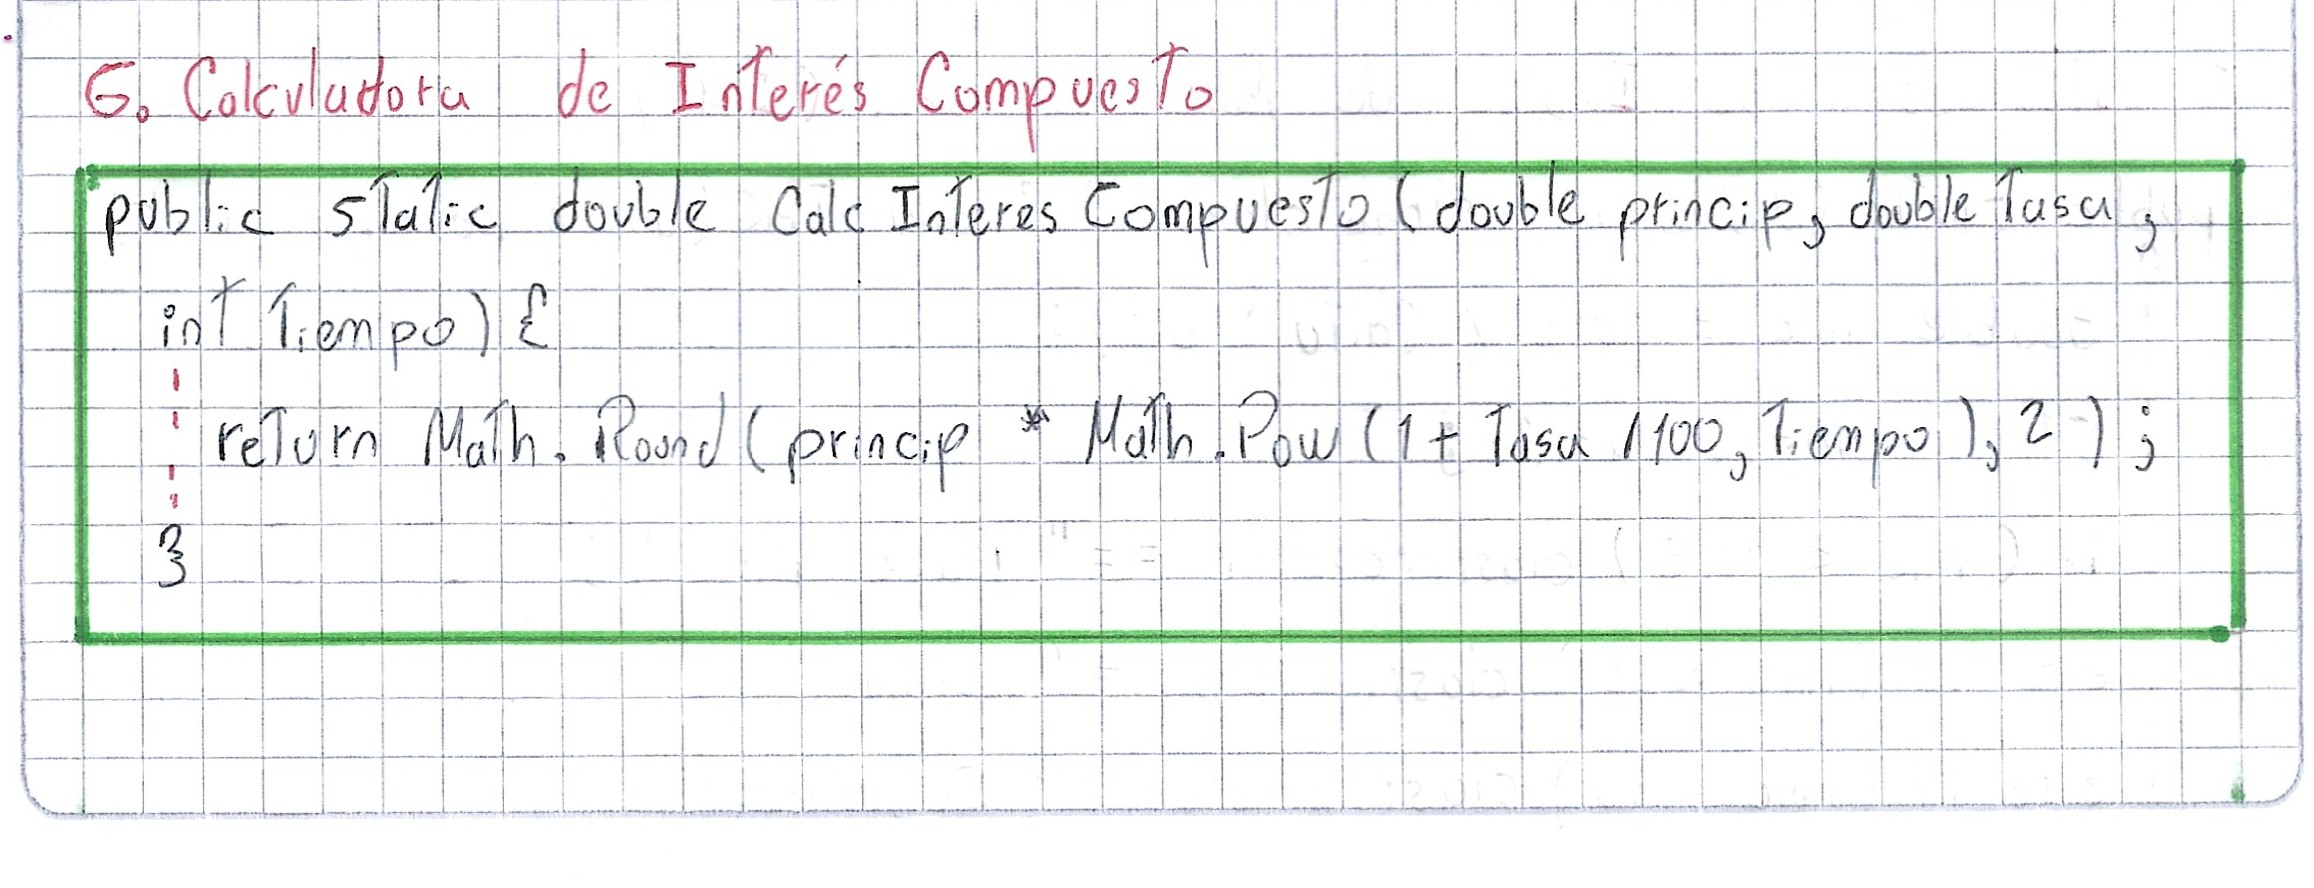 6. Calculadora de Interés Compuesto
public static double CalcInteresCompuesto(double princip, double Tasa,
int Tiempo) {
return Math.Round(princip * Math.Pow(1 + Tasa /100, Tiempo), 2);
}